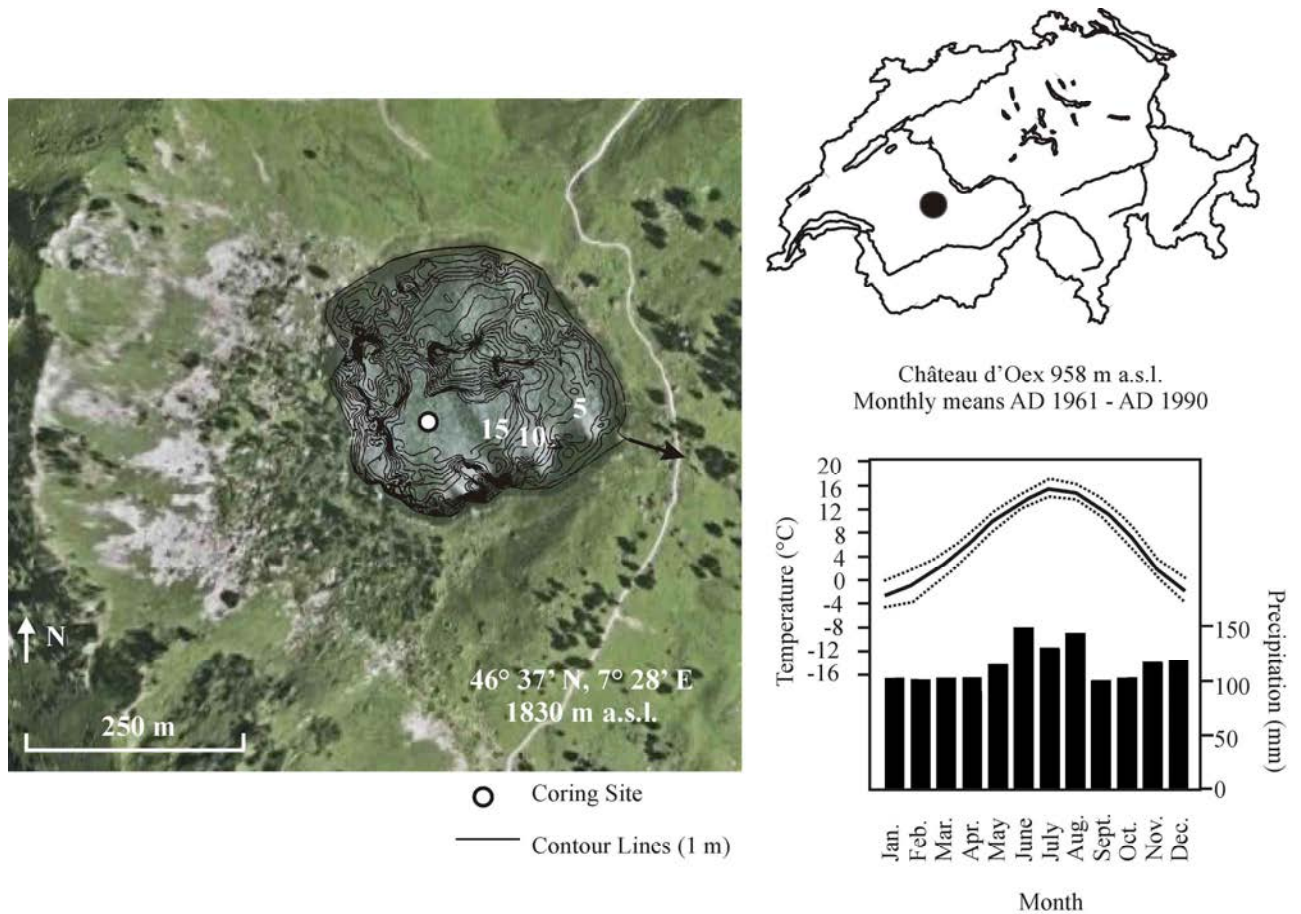 15
10
5
N
46° 37’ N, 7° 28’ E
1830 m a.s.l.
250 m
Coring Site
Contour Lines (1 m)
Château d’Oex 958 m a.s.l.
Monthly means AD 1961 - AD 1990
Temperature (°C)
20
16
12
8
4
0
-4
-8
-12
-16
Precipitation (mm)
150
100
50
0
Jan.
Feb.
Mar.
Apr.
May
June
July
Aug.
Sept.
Oct.
Nov.
Dec.
Month